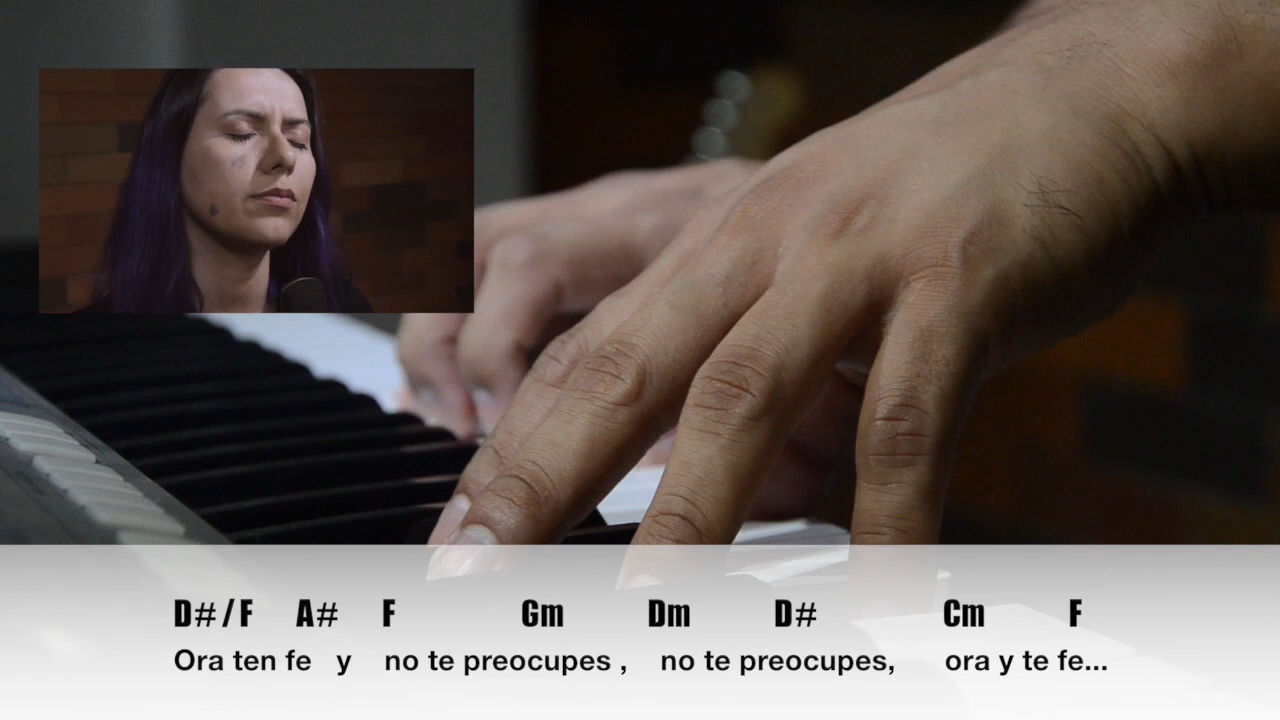 D#/F A# F Gm Dm D# Cm F
Ora ten fe y no te preocupes , no te preocupes, ora y te fe...